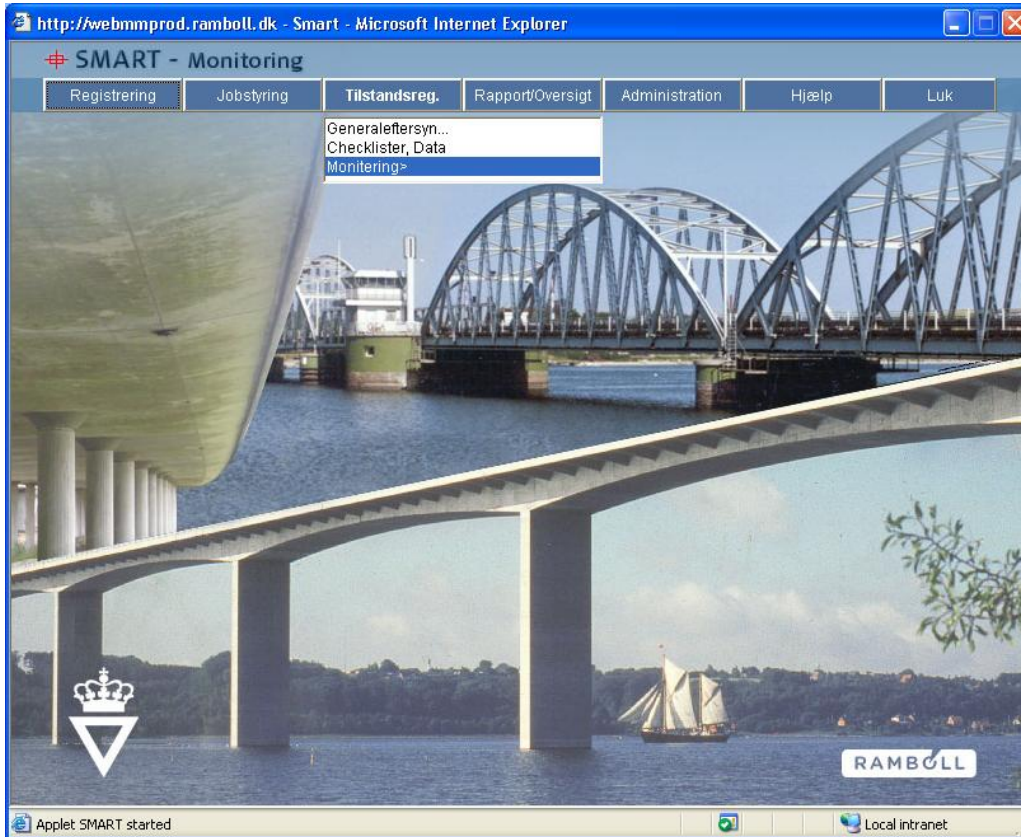 http://webmmprod.ramboll.dk - Smart - Microsoft Internet Explorer
SMART - Monitoring
Registrering Jobstyring Tilstandsreg. Rapport/Oversigt Administration Hjælp Luk
Generaleftersyn...
Checklister, Data
Monitering>
RAMBOLL
Applet SMART started Local intranet